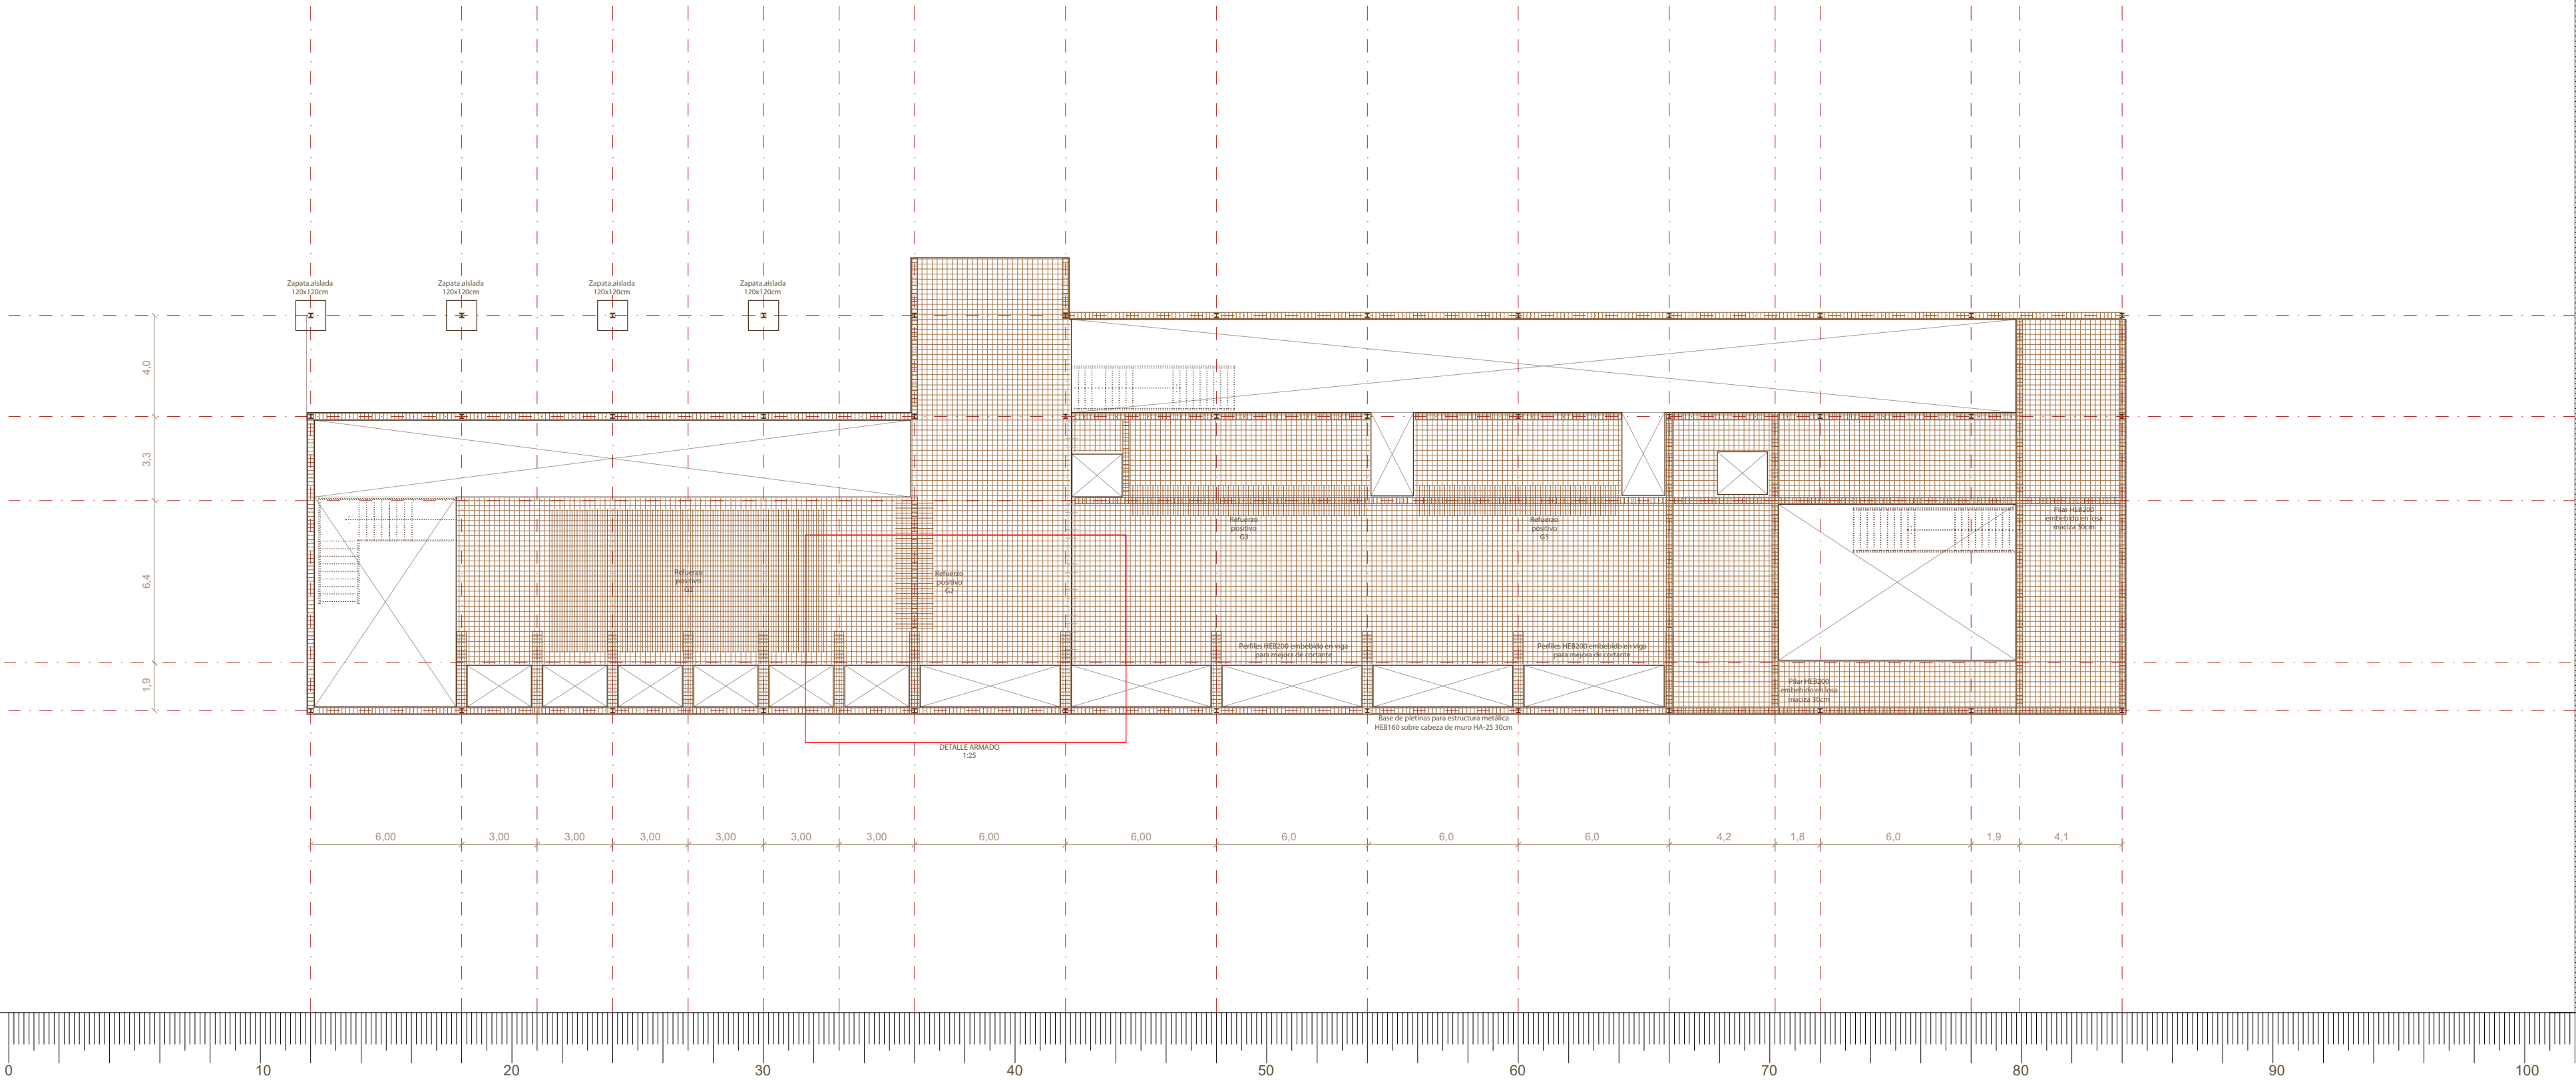 Zapata aislada
120x120cm
Zapata aislada
120x120cm
Zapata aislada
120x120cm
Zapata aislada
120x120cm
4,0
3,3
6,4
1,9
Refuerzo
positivo
G3
Refuerzo
positivo
G3
Pilar HEB200
embebido en losa
maciza 30cm
Refuerzo
positivo
Refuerzo
positivo
G2
Perfiles HEB200 embebido en viga
para mejora de cortante
Perfiles HEB200 embebido en viga
para mejora de cortante
Pilar HEB200
embebido en losa
maciza 30cm
Base de pletinas para estructura metálica
HEB160 sobre cabeza de muro HA-25 30cm
DETALLE ARMADO
1:25
6,00 3,00 3,00 3,00 3,00 3,00 3,00 6,00 6,00 6,0 6,0 6,0 4,2 1,8 6,0 1,9 4,1
0 10 20 30 40 50 60 70 80 90 100